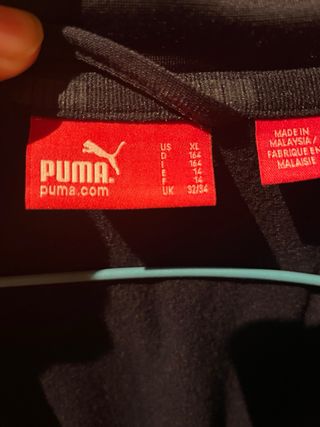 PUMA
puma.com
US XL
D 164
I 164
E 14
F 14
UK 32/34
MADE IN
MALAYSIA /
FABRIQUE EN
MALAISIE